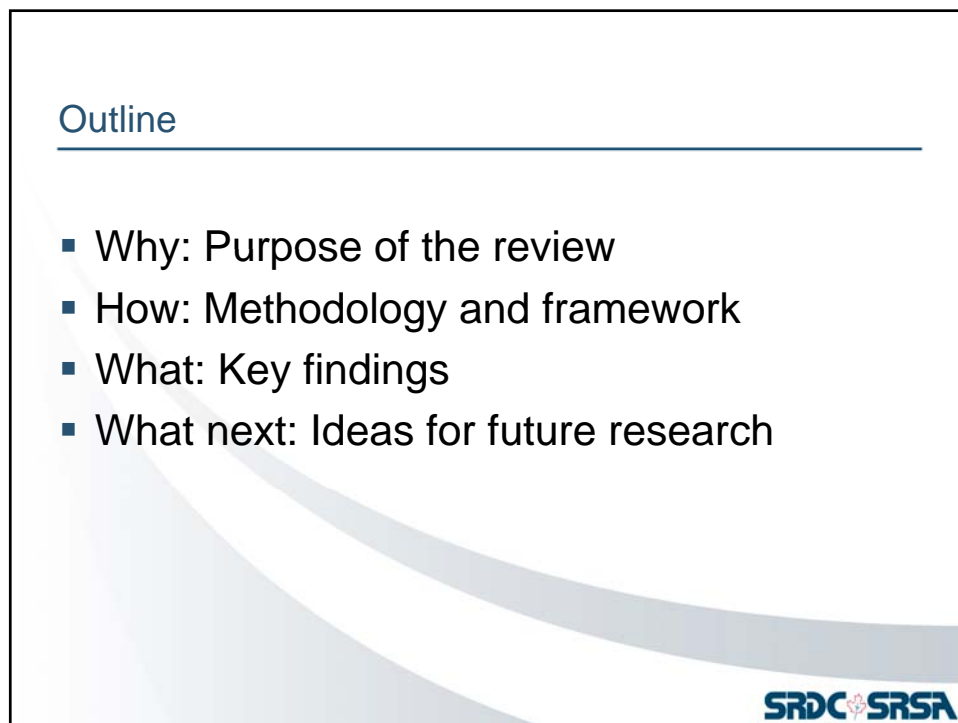 Outline
▪ Why: Purpose of the review
▪ How: Methodology and framework
▪ What: Key findings
▪ What next: Ideas for future research
SRDC SRSA